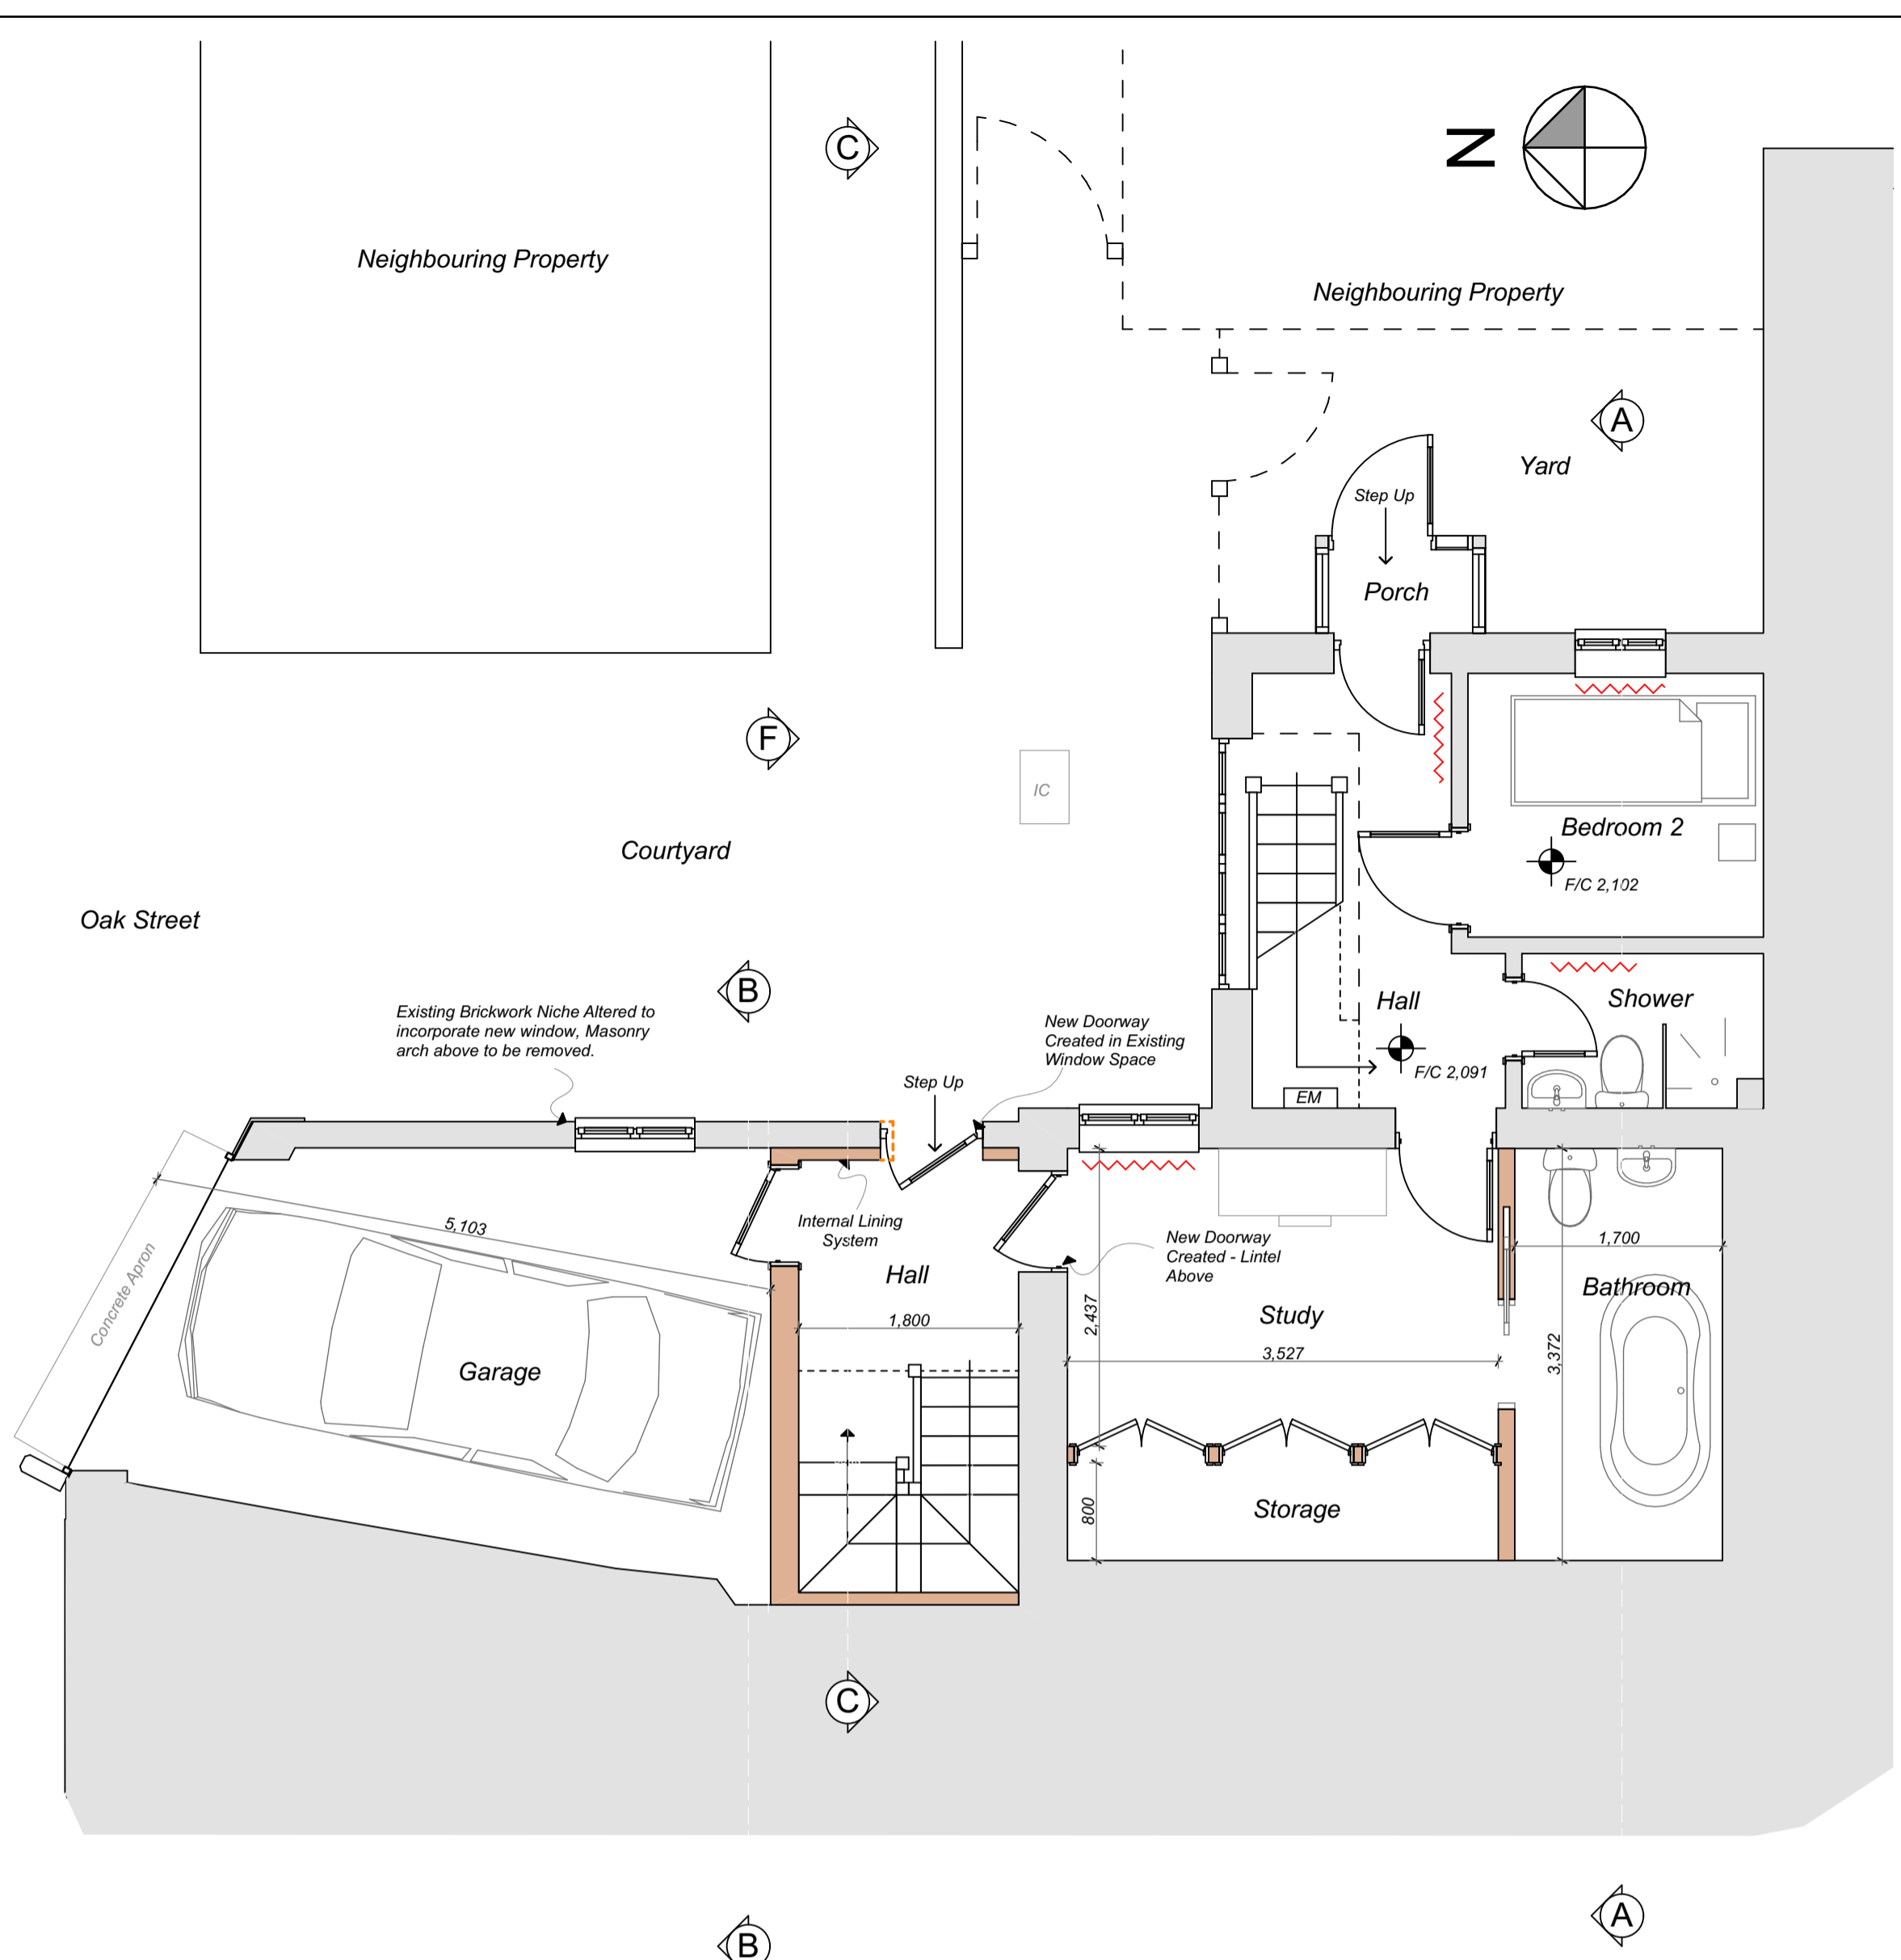 C
N
Neighbouring Property
Neighbouring Property
A
Yard
Step Up
Porch
F
IC
Courtyard
Bedroom 2
F/C 2,102
Oak Street
B
Existing Brickwork Niche Altered to
incorporate new window, Masonry
arch above to be removed.
New Doorway
Created in Existing
Window Space
Hall
Shower
Step Up
F/C 2,091
EM
5,103
Internal Lining
System
New Doorway
Created - Lintel
Above
1,700
Concrete Apron
Hall
Bathroom
1,800
2,437
Study
3,372
3,527
Garage
800
Storage
C
A
B